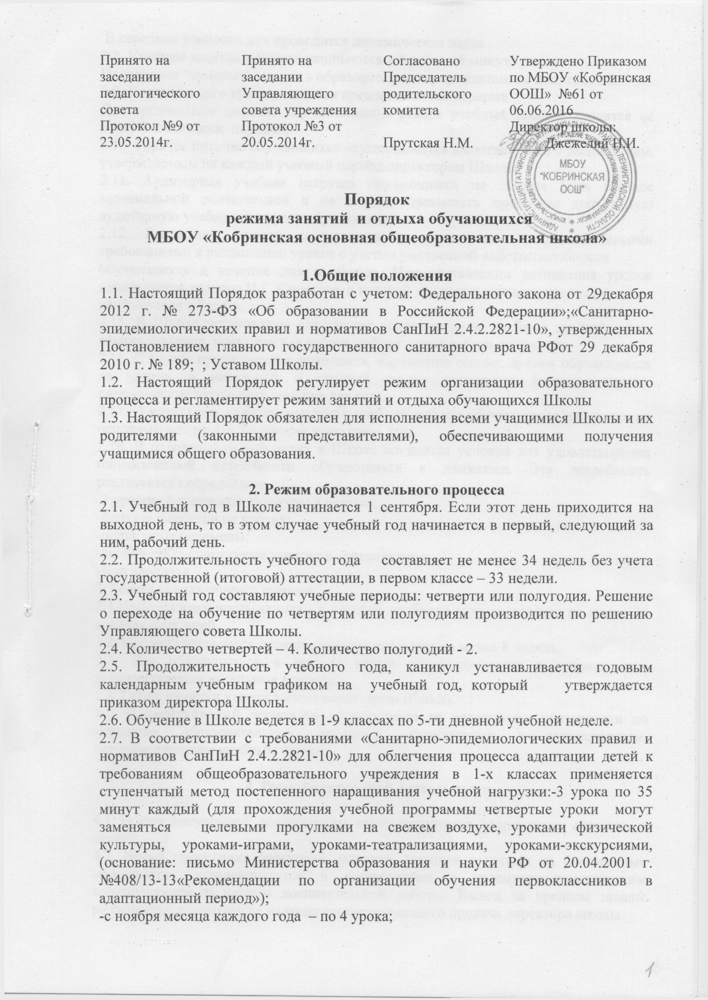 Принято на
заседании
педагогического
совета
Протокол №9 от
23.05.2014г.
Принято на
заседании
Управляющего
совета учреждения
Протокол №3 от
20.05.2014г.
Согласовано
Председатель
родительского
комитета
Прутская Н.М.
Утверждено Приказом
по МБОУ «Кобринская
ООШ» №61 от
06.06.2016
Директор школы:
Джежелий Н.И.
МБОУ
"КОБРИНСКАЯ
ООШ"
Порядок
режима занятий и отдыха обучающихся
МБОУ «Кобринская основная общеобразовательная школа»
1.Общие положения
1.1. Настоящий Порядок разработан с учетом: Федерального закона от 29декабря
2012 г. № 273-ФЗ «Об образовании в Российской Федерации»;«Санитарно-
эпидемиологических правил и нормативов СанПиН 2.4.2.2821-10», утвержденных
Постановлением главного государственного санитарного врача РФот 29 декабря
2010 г. № 189; ; Уставом Школы.
1.2. Настоящий Порядок регулирует режим организации образовательного
процесса и регламентирует режим занятий и отдыха обучающихся Школы
1.3. Настоящий Порядок обязателен для исполнения всеми учащимися Школы и их
родителями (законными представителями), обеспечивающими получения
учащимися общего образования.
2. Режим образовательного процесса
2.1. Учебный год в Школе начинается 1 сентября. Если этот день приходится на
выходной день, то в этом случае учебный год начинается в первый, следующий за
ним, рабочий день.
2.2. Продолжительность учебного года составляет не менее 34 недель без учета
государственной (итоговой) аттестации, в первом классе – 33 недели.
2.3. Учебный год составляют учебные периоды: четверти или полугодия. Решение
о переходе на обучение по четвертям или полугодиям производится по решению
Управляющего совета Школы.
2.4. Количество четвертей – 4. Количество полугодий - 2.
2.5. Продолжительность учебного года, каникул устанавливается годовым
календарным учебным графиком на учебный год, который утверждается
приказом директора Школы.
2.6. Обучение в Школе ведется в 1-9 классах по 5-ти дневной учебной неделе.
2.7. В соответствии с требованиями «Санитарно-эпидемиологических правил и
нормативов СанПиН 2.4.2.2821-10» для облегчения процесса адаптации детей к
требованиям общеобразовательного учреждения в 1-х классах применяется
ступенчатый метод постепенного наращивания учебной нагрузки:-3 урока по 35
минут каждый (для прохождения учебной программы четвертые уроки могут
заменяться целевыми прогулками на свежем воздухе, уроками физической
культуры, уроками-играми, уроками-театрализациями, уроками-экскурсиями,
(основание: письмо Министерства образования и науки РФ от 20.04.2001 г.
№408/13-13«Рекомендации по организации обучения первоклассников в
адаптационный период»);
-с ноября месяца каждого года – по 4 урока;
1